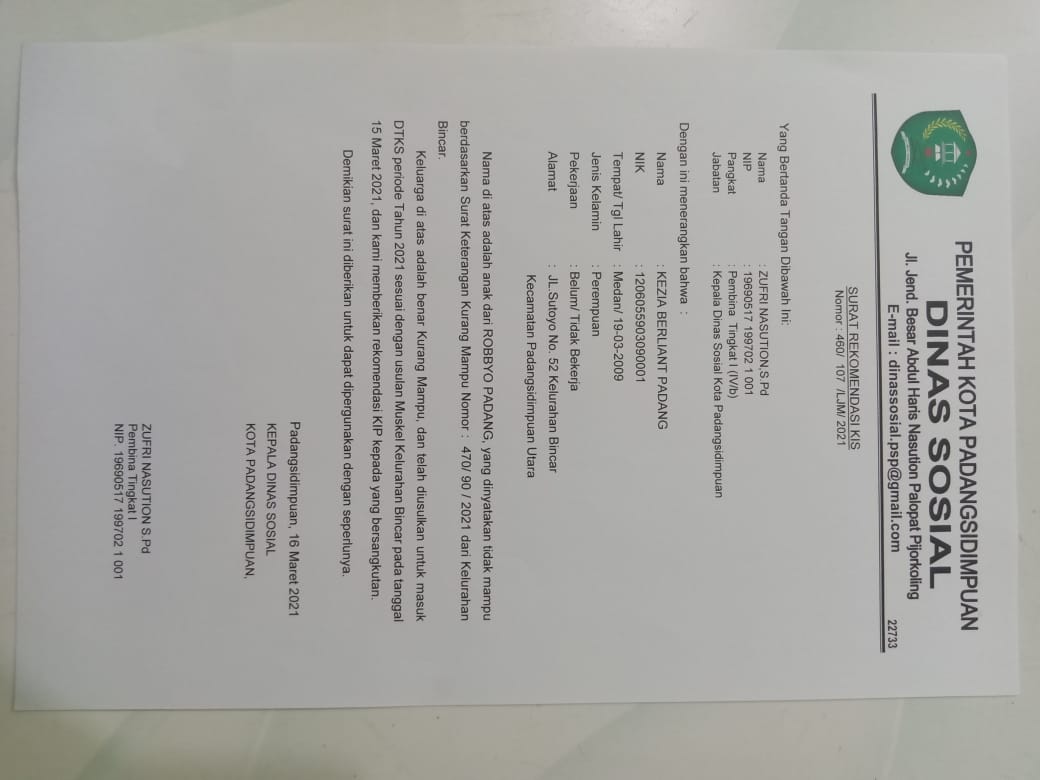 PEMERINTAH KOTA PADANGSIDIMPUAN
DINAS SOSIAL
Jl. Jend. Besar Abdul Haris Nasution Palopat Pijorkoling
E-mail : dinassosial.psp@gmail.com 22733
SURAT REKOMENDASI KIS
Nomor : 460/ 107 /LJM/ 2021
Yang Bertanda Tangan Dibawah Ini:
Nama : ZUFRI NASUTION,S.Pd
NIP : 19690517 199702 1 001
Pangkat : Pembina Tingkat I (IV/b)
Jabatan : Kepala Dinas Sosial Kota Padangsidimpuan
Dengan ini menerangkan bahwa :
Nama : KEZIA BERLIANT PADANG
NIK : 1206055903090001
Tempat/ Tgl Lahir : Medan/ 19-03-2009
Jenis Kelamin : Perempuan
Pekerjaan : Belum/ Tidak Bekerja
Alamat : JL.Sutoyo No. 52 Kelurahan Bincar
Kecamatan Padangsidimpuan Utara
Nama di atas adalah anak dari ROBBYO PADANG, yang dinyatakan tidak mampu
berdasarkan Surat Keterangan Kurang Mampu Nomor : 470/ 90 / 2021 dari Kelurahan
Bincar.
Keluarga di atas adalah benar Kurang Mampu, dan telah diusulkan untuk masuk
DTKS periode Tahun 2021 sesuai dengan usulan Muskel Kelurahan Bincar pada tanggal
15 Maret 2021, dan kami memberikan rekomendasi KIP kepada yang bersangkutan.
Demikian surat ini diberikan untuk dapat dipergunakan dengan seperlunya.
Padangsidimpuan, 16 Maret 2021
KEPALA DINAS SOSIAL
KOTA PADANGSIDIMPUAN,
ZUFRI NASUTION S.Pd
Pembina Tingkat I
NIP. 19690517 199702 1 001